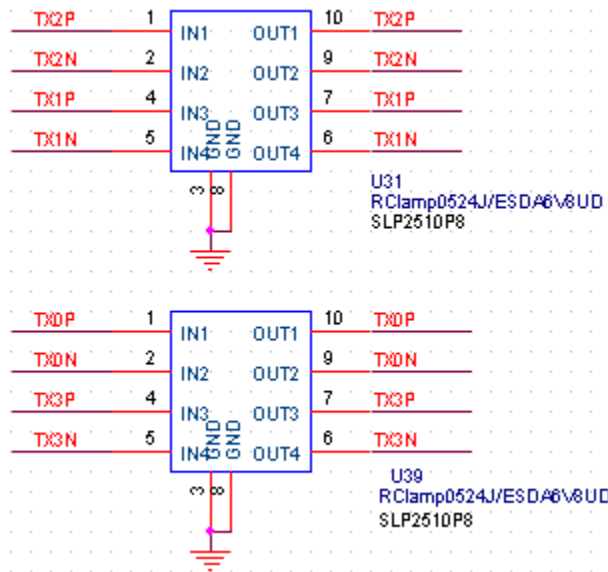 TX2P 1 IN1 OUT1 10 TX2P
TX2N 2 IN2 OUT2 9 TX2N
TX1P 4 IN3 OUT3 7 TX1P
TX1N 5 IN4 GND GND OUT4 6 TX1N
3 8
U31
RClamp0524J/ESDA6V8UD
SLP2510P8
TX0P 1 IN1 OUT1 10 TX0P
TX0N 2 IN2 OUT2 9 TX0N
TX3P 4 IN3 OUT3 7 TX3P
TX3N 5 IN4 GND GND OUT4 6 TX3N
3 8
U39
RClamp0524J/ESDA6V8UD
SLP2510P8